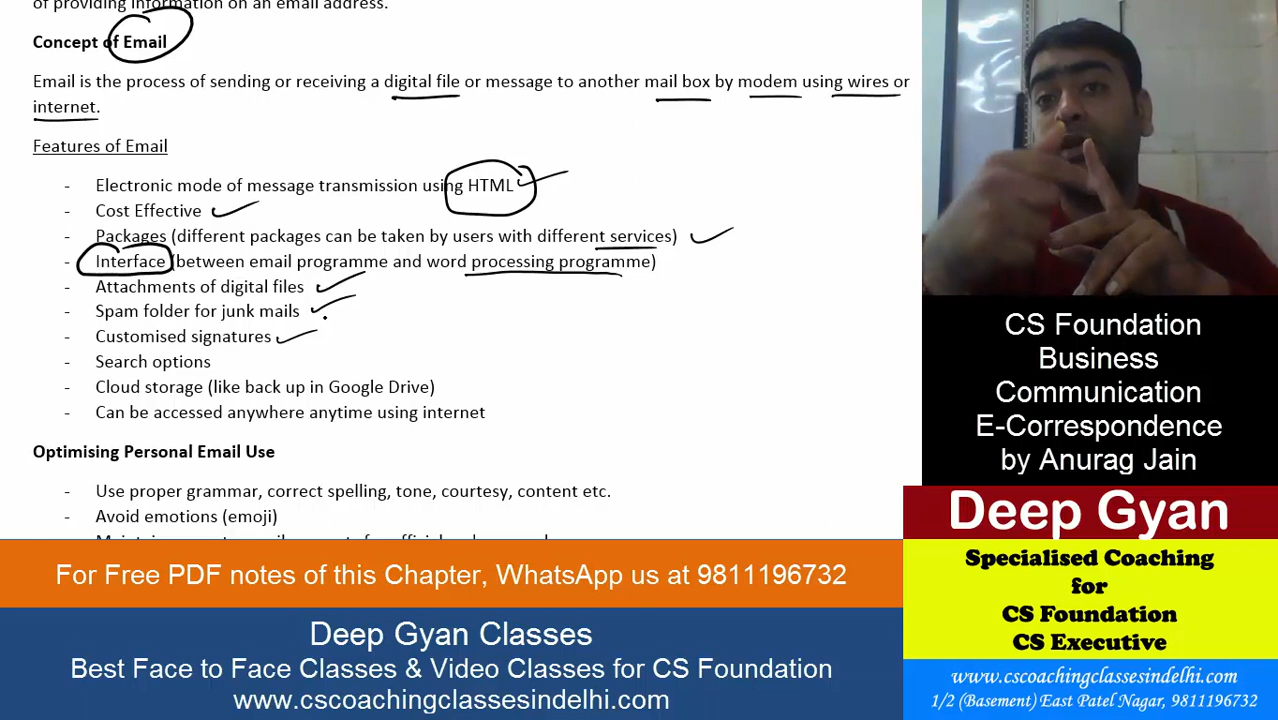 of providing information on an email address.
Concept of Email
Email is the process of sending or receiving a digital file or message to another mail box by modem using wires or
internet.
Features of Email
- Electronic mode of message transmission using HTML
- Cost Effective
- Packages (different packages can be taken by users with different services)
- Interface (between email programme and word processing programme)
- Attachments of digital files
- Spam folder for junk mails
- Customised signatures
- Search options
- Cloud storage (like back up in Google Drive)
- Can be accessed anywhere anytime using internet
Optimising Personal Email Use
- Use proper grammar, correct spelling, tone, courtesy, content etc.
- Avoid emotions (emoji)
For Free PDF notes of this Chapter, WhatsApp us at 9811196732
Deep Gyan Classes
Best Face to Face Classes & Video Classes for CS Foundation
www.cscoachingclassesindelhi.com
CS Foundation
Business
Communication
E-Correspondence
by Anurag Jain
Deep Gyan
Specialised Coaching
for
CS Foundation
CS Executive
www.cscoachingclassesindelhi.com
1/2 (Basement) East Patel Nagar, 9811196732